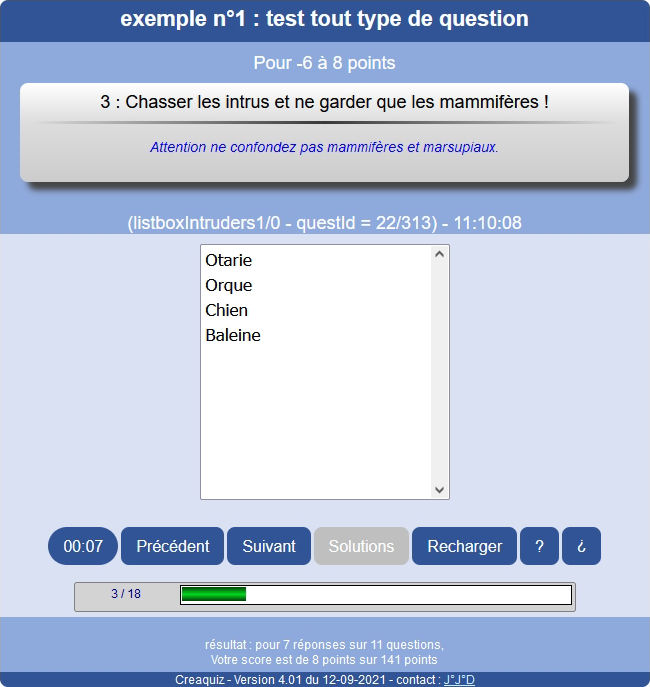 exemple n°1 : test tout type de question
Pour -6 à 8 points
3 : Chasser les intrus et ne garder que les mammifères !
Attention ne confondez pas mammifères et marsupiaux.
(listboxIntruders1/0 - questId = 22/313) - 11:10:08
Otarie
Orque
Chien
Baleine
00:07 Précédent Suivant Solutions Recharger ? ¿
3 / 18
résultat : pour 7 réponses sur 11 questions,
Votre score est de 8 points sur 141 points
Creaquiz - Version 4.01 du 12-09-2021 - contact : J°J°D